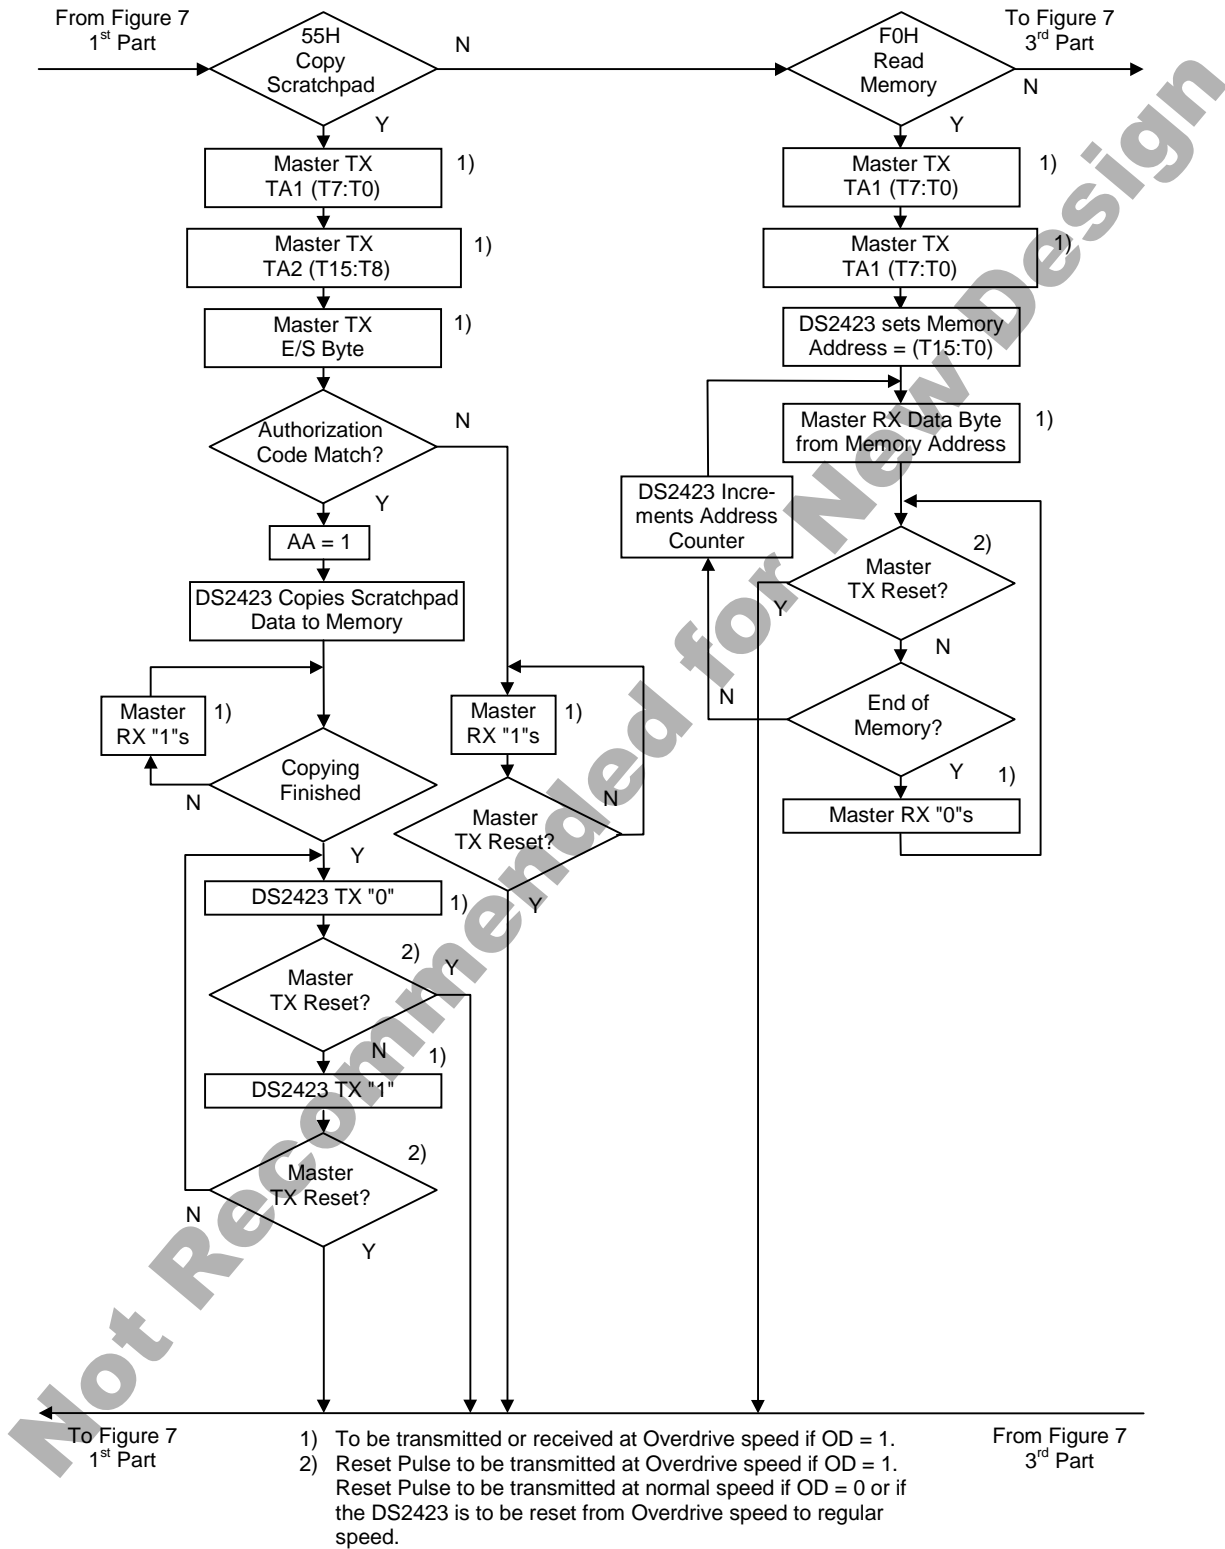 From Figure 7
1st Part
55H
Copy
Scratchpad
N
Y
F0H
Read
Memory
N
Y
To Figure 7
3rd Part
Master TX
TA1 (T7:T0)
1)
Master TX
TA2 (T15:T8)
1)
Master TX
E/S Byte
1)
Authorization
Code Match?
N
Y
AA = 1
DS2423 Copies Scratchpad
Data to Memory
Master
RX "1"s
1)
Copying
Finished
N
Y
DS2423 TX "0"
1)
Master
TX Reset?
2)
Y
N
1)
DS2423 TX "1"
Master
TX Reset?
2)
N
Y
Master
RX "1"s
1)
Master
TX Reset?
N
Y
Master TX
TA1 (T7:T0)
1)
Master TX
TA1 (T7:T0)
1)
DS2423 sets Memory
Address = (T15:T0)
Master RX Data Byte
from Memory Address
1)
DS2423 Incre-
ments Address
Counter
Master
TX Reset?
2)
Y
N
End of
Memory?
N
Y
1)
Master RX "0"s
To Figure 7
1st Part
From Figure 7
3rd Part
1) To be transmitted or received at Overdrive speed if OD = 1.
2) Reset Pulse to be transmitted at Overdrive speed if OD = 1.
Reset Pulse to be transmitted at normal speed if OD = 0 or if
the DS2423 is to be reset from Overdrive speed to regular
speed.
Not Recommended for New Design